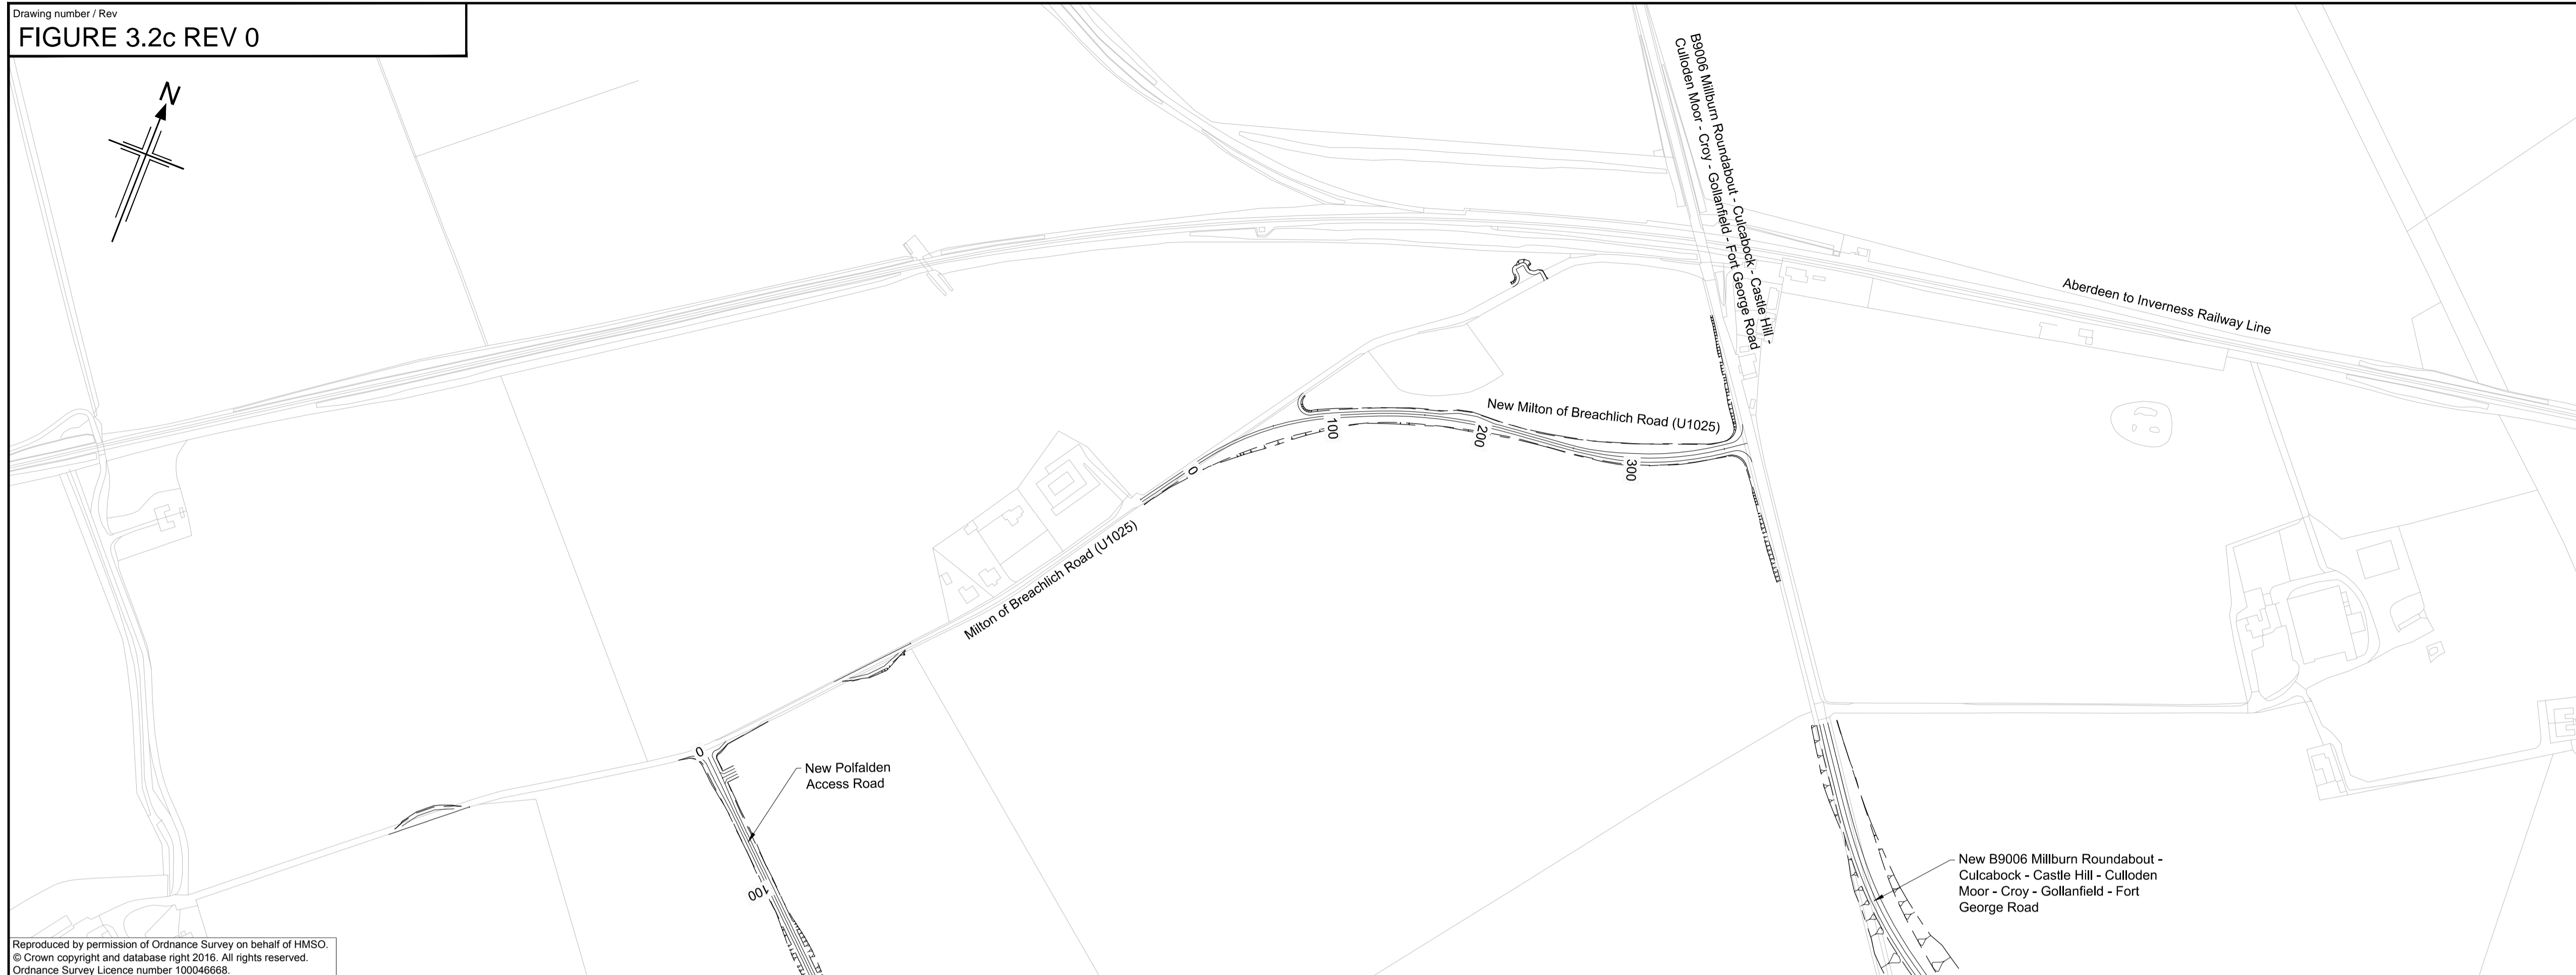 Drawing number / Rev
FIGURE 3.2c REV 0
N
B9006 Millburn Roundabout - Culcabock - Castle Hill -
Culloden Moor - Croy - Gollanfield - Fort George Road
Aberdeen to Inverness Railway Line
New Milton of Breachlich Road (U1025)
0
100
200
300
Milton of Breachlich Road (U1025)
0
New Polfalden
Access Road
100
New B9006 Millburn Roundabout -
Culcabock - Castle Hill - Culloden
Moor - Croy - Gollanfield - Fort
George Road
Reproduced by permission of Ordnance Survey on behalf of HMSO.
© Crown copyright and database right 2016. All rights reserved.
Ordnance Survey Licence number 100046668.